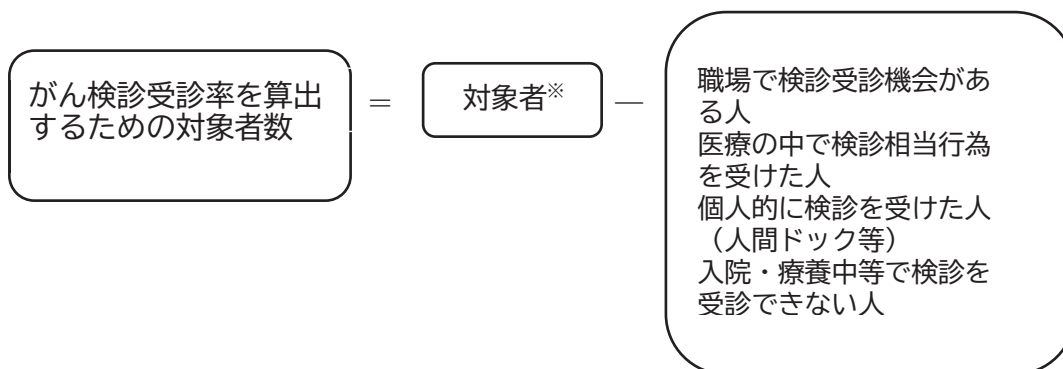 がん検診受診率を算出
するための対象者数
=
対象者※
―
職場で検診受診機会があ
る人
医療の中で検診相当行為
を受けた人
個人的に検診を受けた人
（人間ドック等）
入院・療養中等で検診を
受診できない人